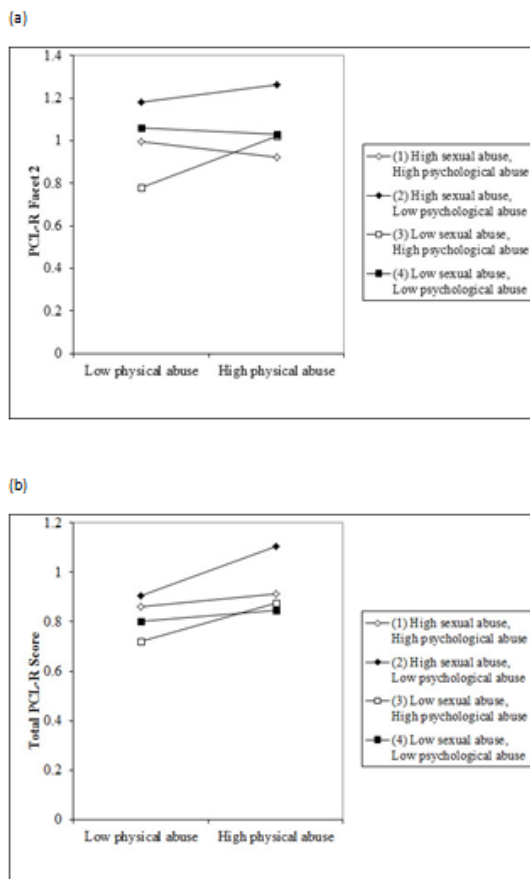 (a)
1.4
1.2
1
0.8
0.6
0.4
0.2
0
PCL-R Facet 2
Low physical abuse
High physical abuse
(1) High sexual abuse,
High psychological abuse
(2) High sexual abuse,
Low psychological abuse
(3) Low sexual abuse,
High psychological abuse
(4) Low sexual abuse,
Low psychological abuse
(b)
1.2
1
0.8
0.6
0.4
0.2
0
Total PCL-R Score
Low physical abuse
High physical abuse
(1) High sexual abuse,
High psychological abuse
(2) High sexual abuse,
Low psychological abuse
(3) Low sexual abuse,
High psychological abuse
(4) Low sexual abuse,
Low psychological abuse